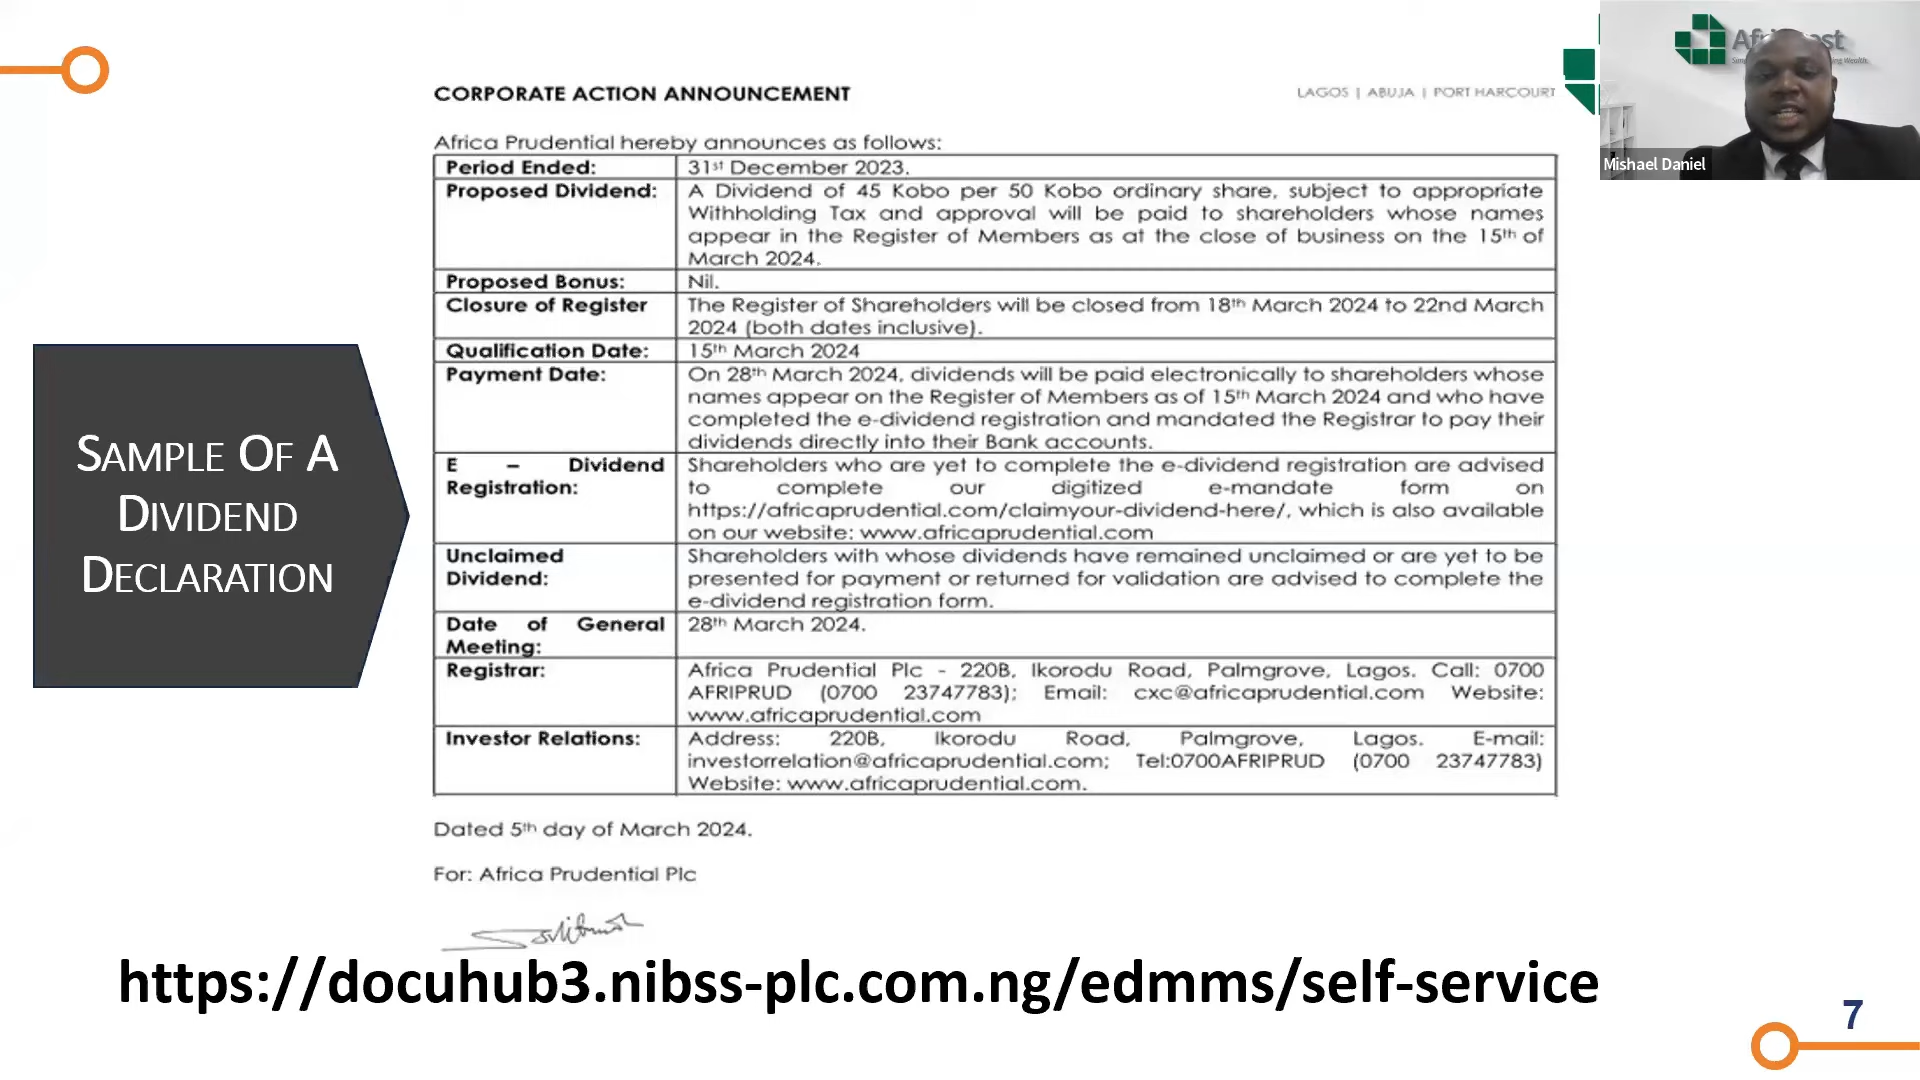 CORPORATE ACTION ANNOUNCEMENT
LAGOS | ABUJA | PORT HARCOURT
Mishael Daniel
Africa Prudential hereby announces as follows:
Period Ended: 31st December 2023.
Proposed Dividend: A Dividend of 45 Kobo per 50 Kobo ordinary share, subject to appropriate
Withholding Tax and approval will be paid to shareholders whose names
appear in the Register of Members as at the close of business on the 15th of
March 2024.
Proposed Bonus: Nil.
Closure of Register The Register of Shareholders will be closed from 18th March 2024 to 22nd March
2024 (both dates inclusive).
Qualification Date: 15th March 2024
Payment Date: On 28th March 2024, dividends will be paid electronically to shareholders whose
names appear on the Register of Members as of 15th March 2024 and who have
completed the e-dividend registration and mandated the Registrar to pay their
dividends directly into their Bank accounts.
E – Dividend Shareholders who are yet to complete the e-dividend registration are advised
Registration: to complete our digitized e-mandate form on
https://africaprudential.com/claimyour-dividend-here/, which is also available
on our website: www.africaprudential.com
Unclaimed Shareholders with whose dividends have remained unclaimed or are yet to be
Dividend: presented for payment or returned for validation are advised to complete the
e-dividend registration form.
Date of General 28th March 2024.
Meeting:
Registrar: Africa Prudential Plc - 220B, Ikorodu Road, Palmgrove, Lagos. Call: 0700
AFRIPRUD (0700 23747783); Email: cxc@africaprudential.com Website:
www.africaprudential.com
Investor Relations: Address: 220B, Ikorodu Road, Palmgrove, Lagos. E-mail:
investorrelation@africaprudential.com; Tel:0700AFRIPRUD (0700 23747783)
Website: www.africaprudential.com.
Dated 5th day of March 2024.
For: Africa Prudential Plc
SAMPLE OF A
DIVIDEND
DECLARATION
https://docuhub3.nibss-plc.com.ng/edmms/self-service
7